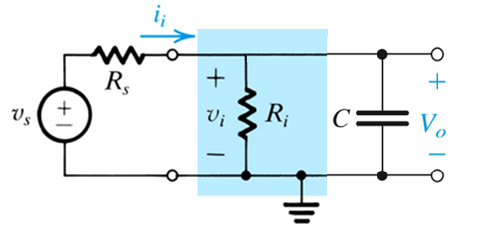 i_i
R_s
+
v_s
+
−
+
v_i
−
R_i
C
+
V_o
−